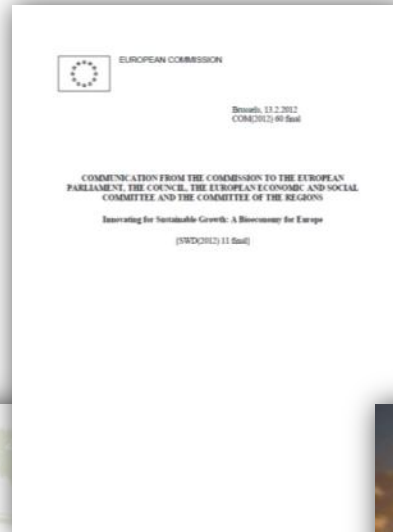 EUROPEAN COMMISSION
Brussels, 13.2.2012
COM(2012) 60 final
COMMUNICATION FROM THE COMMISSION TO THE EUROPEAN
PARLIAMENT, THE COUNCIL, THE EUROPEAN ECONOMIC AND SOCIAL
COMMITTEE AND THE COMMITTEE OF THE REGIONS
Innovating for Sustainable Growth: A Bioeconomy for Europe
{SWD(2012) 11 final}